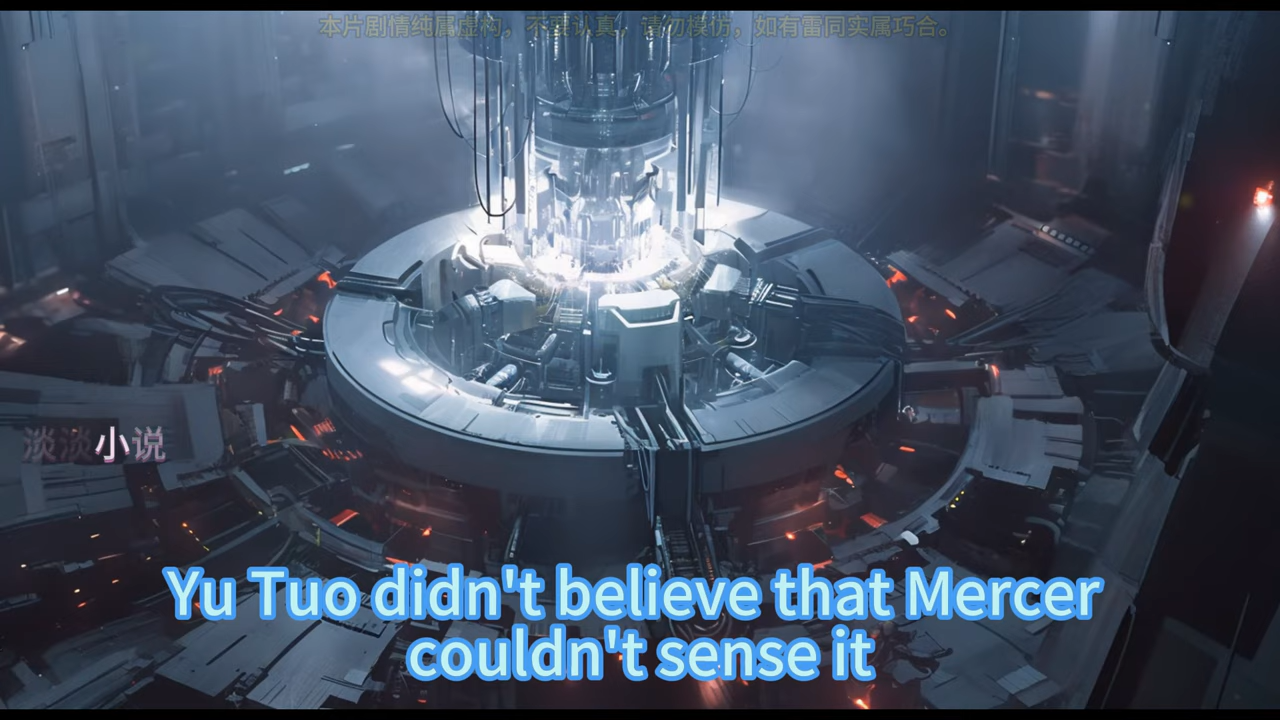 本片剧情纯属虚构，不要认真，请勿模仿，如有雷同实属巧合。
淡淡小说
Yu Tuo didn't believe that Mercer
couldn't sense it